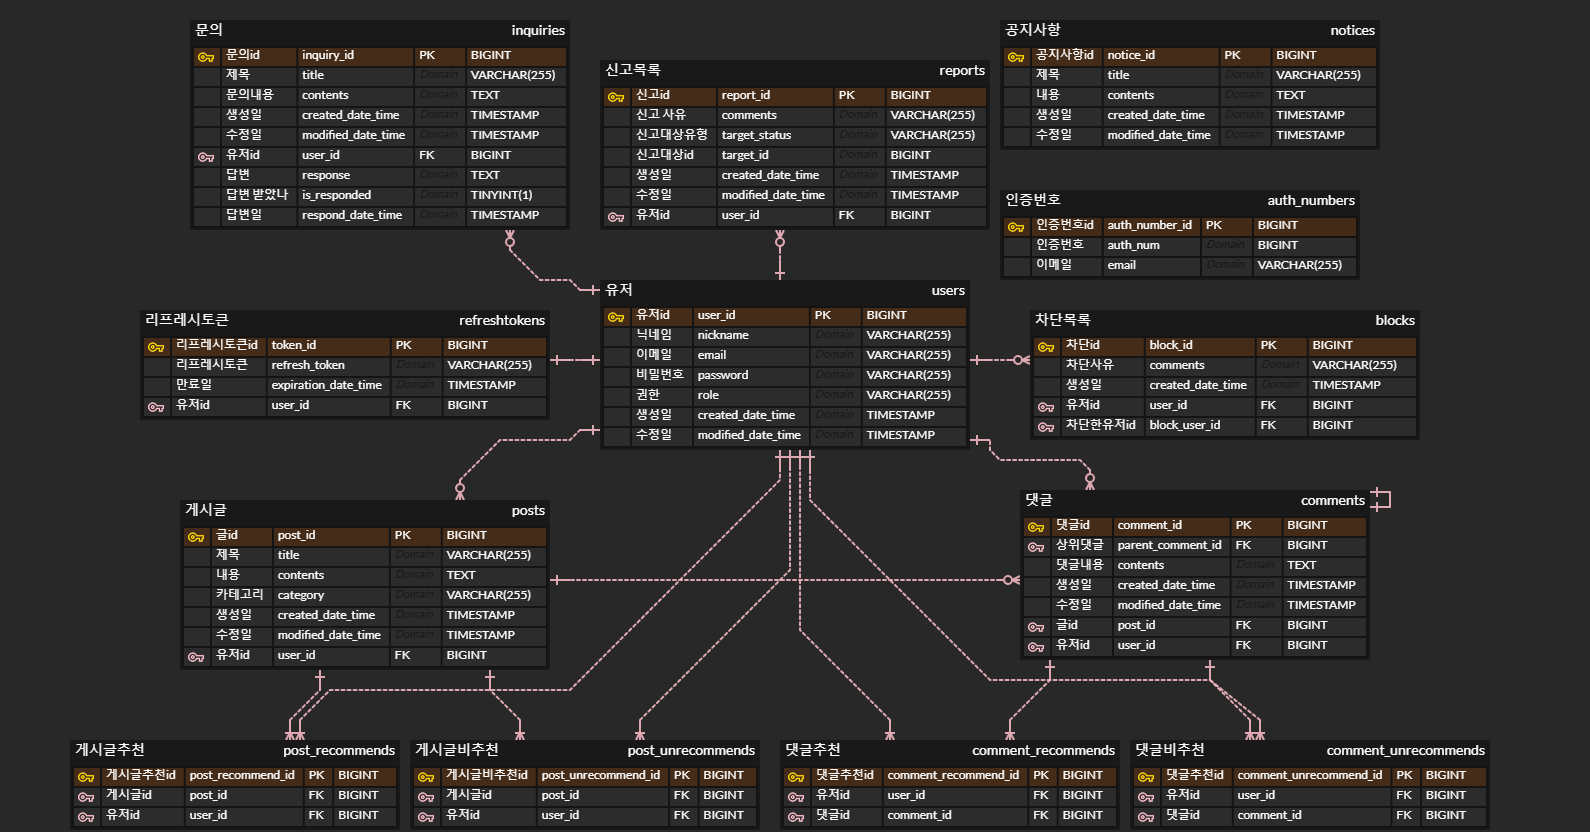 문의 inquiries
문의id inquiry_id PK BIGINT
제목 title Domain VARCHAR(255)
문의내용 contents Domain TEXT
생성일 created_date_time Domain TIMESTAMP
수정일 modified_date_time Domain TIMESTAMP
유저id user_id FK BIGINT
답변 response Domain TEXT
답변 받았나 is_responded Domain TINYINT(1)
답변일 respond_date_time Domain TIMESTAMP
신고목록 reports
신고id report_id PK BIGINT
신고 사유 comments Domain VARCHAR(255)
신고대상유형 target_status Domain VARCHAR(255)
신고대상id target_id Domain BIGINT
생성일 created_date_time Domain TIMESTAMP
수정일 modified_date_time Domain TIMESTAMP
유저id user_id FK BIGINT
공지사항 notices
공지사항id notice_id PK BIGINT
제목 title Domain VARCHAR(255)
내용 contents Domain TEXT
생성일 created_date_time Domain TIMESTAMP
수정일 modified_date_time Domain TIMESTAMP
인증번호 auth_numbers
인증번호id auth_number_id PK BIGINT
인증번호 auth_num Domain BIGINT
이메일 email Domain VARCHAR(255)
리프레시토큰 refreshtokens
리프레시토큰id token_id PK BIGINT
리프레시토큰 refresh_token Domain VARCHAR(255)
만료일 expiration_date_time Domain TIMESTAMP
유저id user_id FK BIGINT
유저 users
유저id user_id PK BIGINT
닉네임 nickname Domain VARCHAR(255)
이메일 email Domain VARCHAR(255)
비밀번호 password Domain VARCHAR(255)
권한 role Domain VARCHAR(255)
생성일 created_date_time Domain TIMESTAMP
수정일 modified_date_time Domain TIMESTAMP
차단목록 blocks
차단id block_id PK BIGINT
차단사유 comments Domain VARCHAR(255)
생성일 created_date_time Domain TIMESTAMP
유저id user_id FK BIGINT
차단한유저id block_user_id FK BIGINT
게시글 posts
글id post_id PK BIGINT
제목 title Domain VARCHAR(255)
내용 contents Domain TEXT
카테고리 category Domain VARCHAR(255)
생성일 created_date_time Domain TIMESTAMP
수정일 modified_date_time Domain TIMESTAMP
유저id user_id FK BIGINT
댓글 comments
댓글id comment_id PK BIGINT
상위댓글 parent_comment_id FK BIGINT
댓글내용 contents Domain TEXT
생성일 created_date_time Domain TIMESTAMP
수정일 modified_date_time Domain TIMESTAMP
글id post_id FK BIGINT
유저id user_id FK BIGINT
게시글추천 post_recommends
게시글추천id post_recommend_id PK BIGINT
게시글id post_id FK BIGINT
유저id user_id FK BIGINT
게시글비추천 post_unrecommends
게시글비추천id post_unrecommend_id PK BIGINT
게시글id post_id FK BIGINT
유저id user_id FK BIGINT
댓글추천 comment_recommends
댓글추천id comment_recommend_id PK BIGINT
유저id user_id FK BIGINT
댓글id comment_id FK BIGINT
댓글비추천 comment_unrecommends
댓글추천id comment_unrecommend_id PK BIGINT
유저id user_id FK BIGINT
댓글id comment_id FK BIGINT